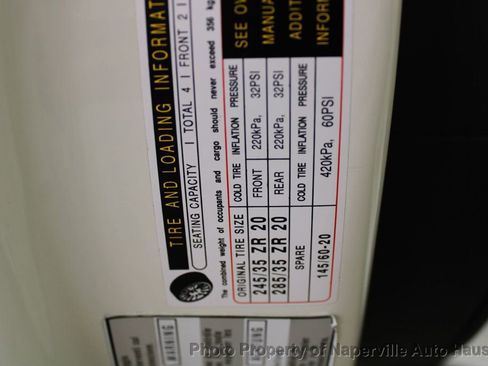 TIRE AND LOADING INFORMAT
SEATING CAPACITY | TOTAL 4 | FRONT 2 |
The combined weight of occupants and cargo should never exceed 356 kg
ORIGINAL TIRE SIZE COLD TIRE INFLATION PRESSURE SEE OW
245/35 ZR 20 FRONT 220kPa, 32PSI MANUA
285/35 ZR 20 REAR 220kPa, 32PSI ADDIT
SPARE COLD TIRE INFLATION PRESSURE INFORM
145/60-20 420kPa, 60PSI
WARNING
Photo Property of Naperville Auto Haus